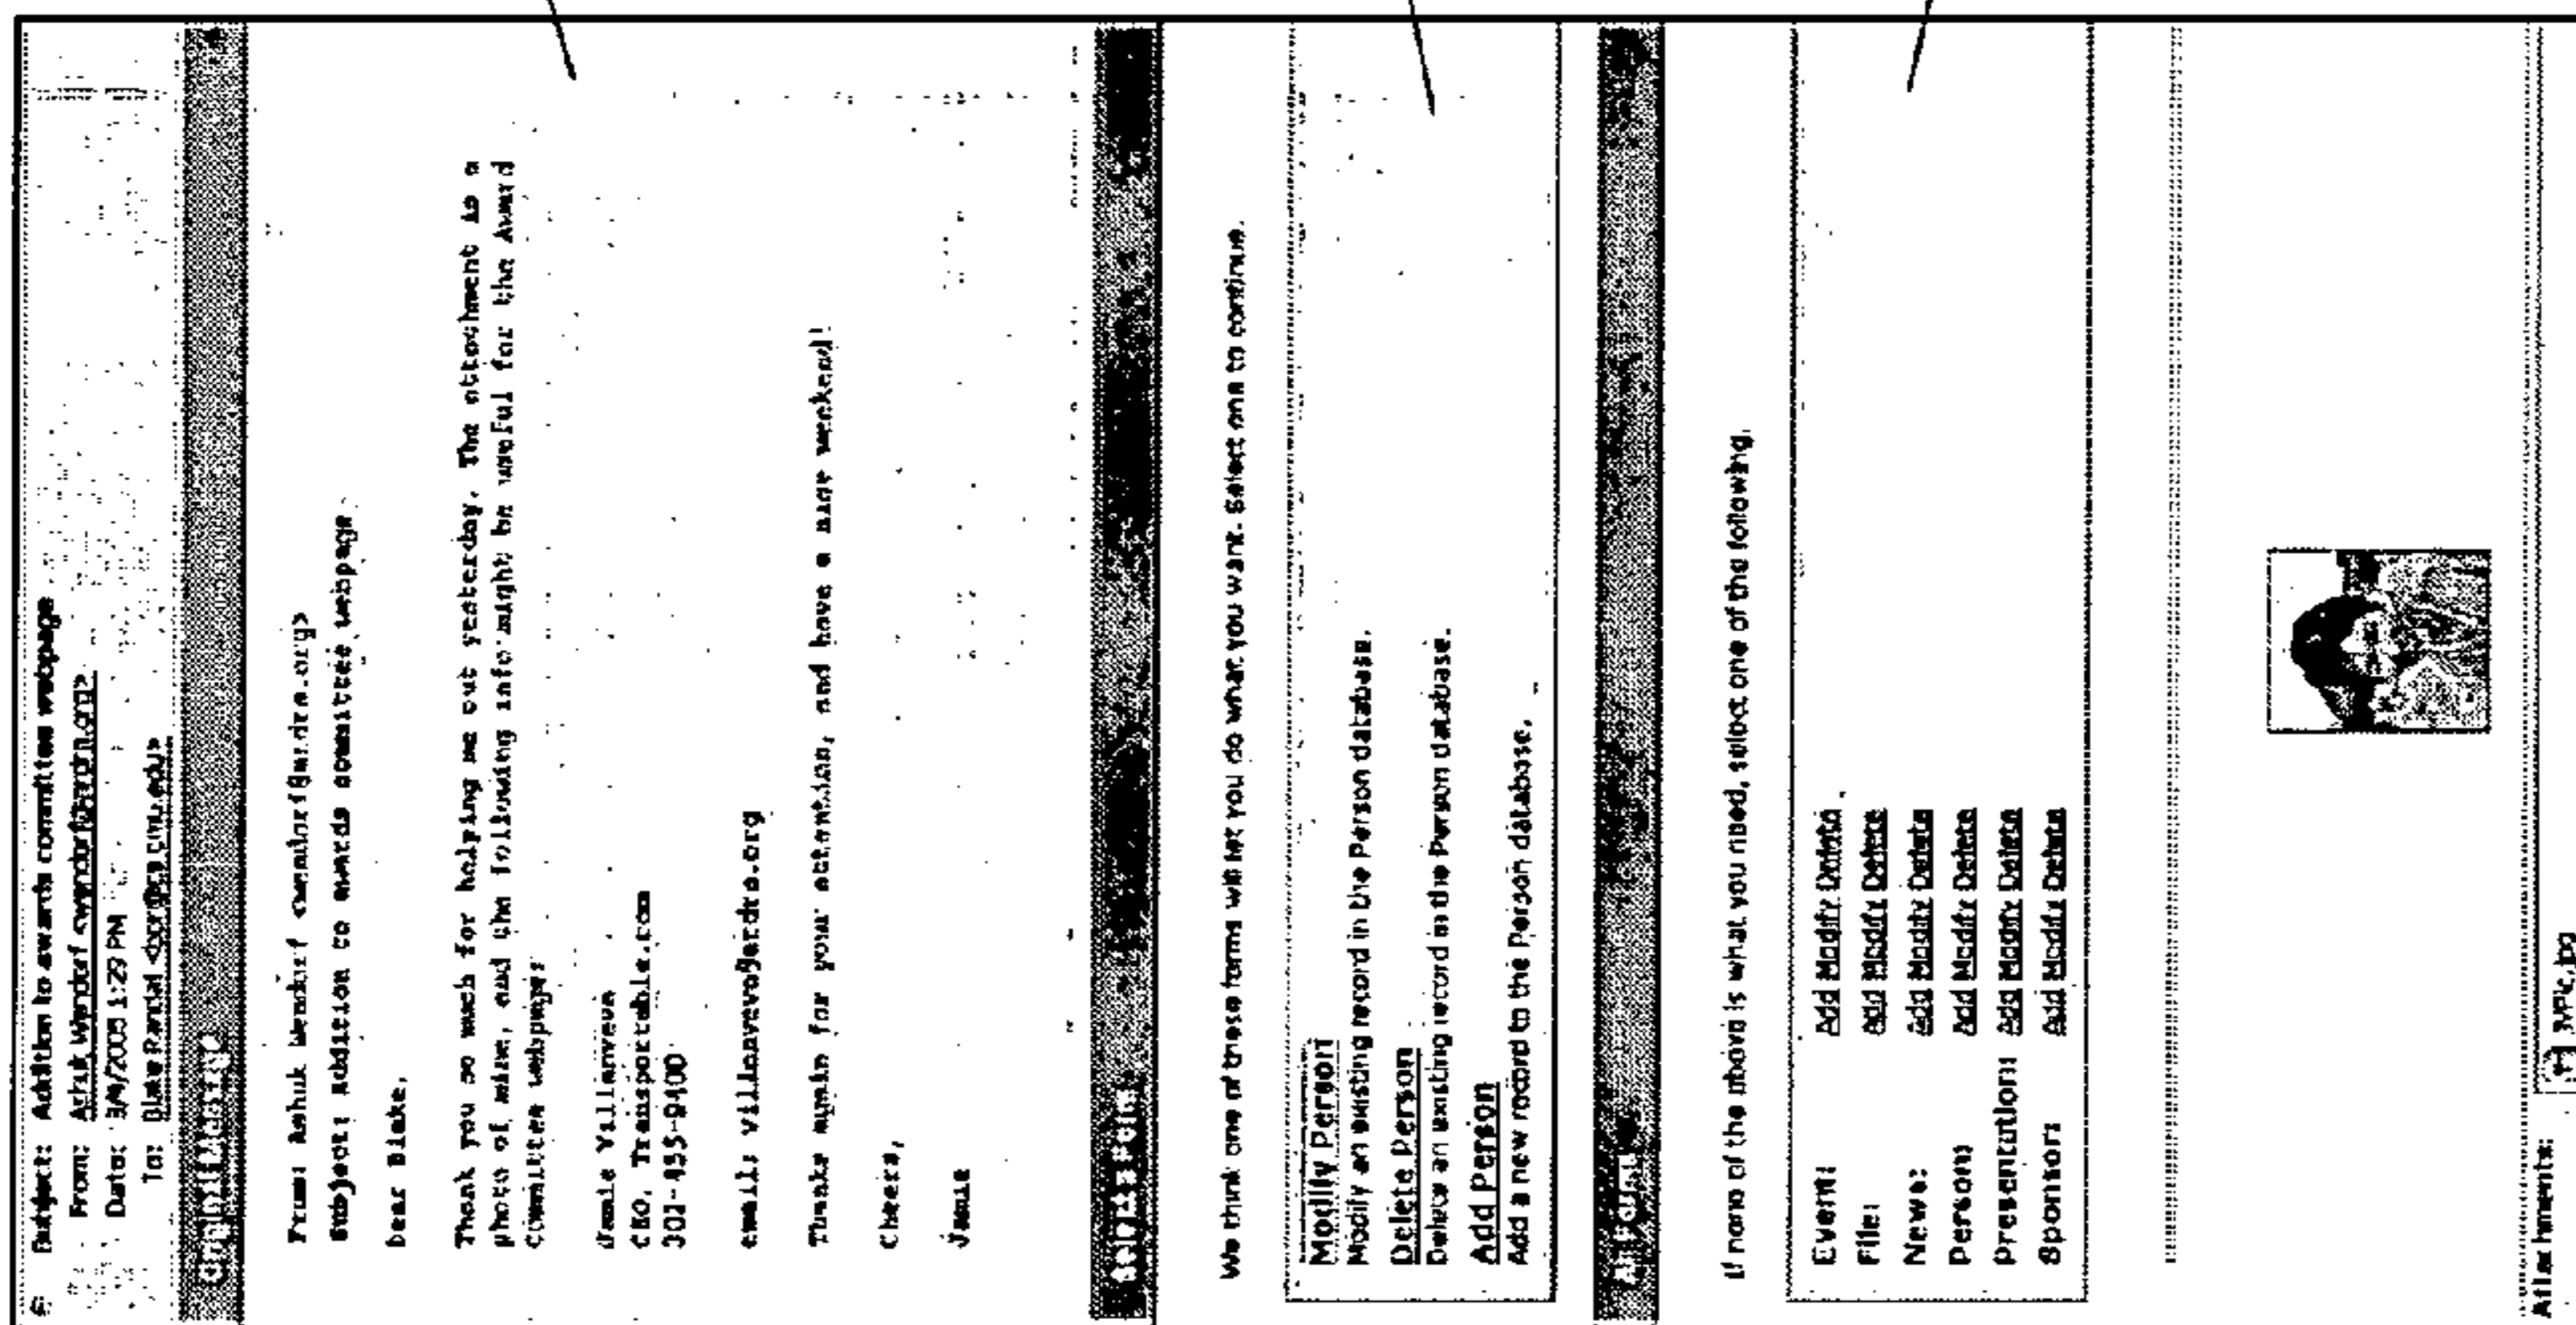 Subject: Addition to awards committee webpage
From: Ashuk Wendorf
Date: 3/4/2005 1:29 PM
To: Blake Randal
From: Ashuk Wendorf
Subject: Addition to awards committee webpage
Dear Blake,
Thank you so much for helping me out yesterday. The attachment is a
photo of mine, and the following info might be useful for the Award
Committee webpage:
Jamie Villanveva
CEO, Transportable.com
302-455-9400
email:
Thanks again for your attention, and have a nice weekend!
Cheers,
Jamie
We think one of these forms will let you do what you want. Select one to continue.
Modify Person
Modify an existing record in the Person database.
Delete Person
Delete an existing record in the Person database.
Add Person
Add a new record to the Person database.
If none of the above is what you need, select one of the following.
Event: Add Modify Delete
File: Add Modify Delete
News: Add Modify Delete
Person: Add Modify Delete
Presentation: Add Modify Delete
Sponsor: Add Modify Delete
Attachments: